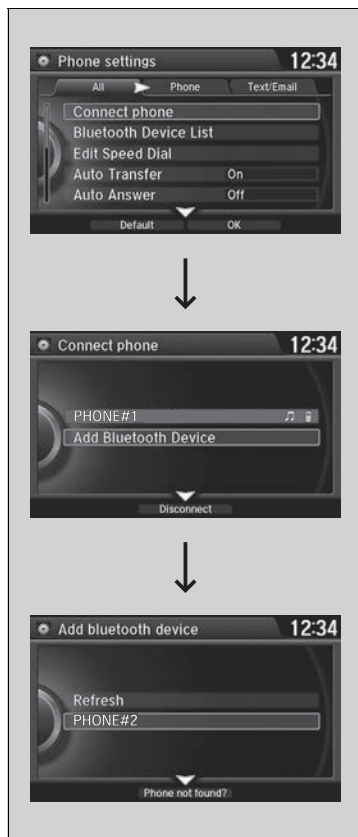 Phone settings 12:34
All Phone Text/Email
Connect phone
Bluetooth Device List
Edit Speed Dial
Auto Transfer On
Auto Answer Off
Default OK
Connect phone 12:34
PHONE#1
Add Bluetooth Device
Disconnect
Add bluetooth device 12:34
Refresh
PHONE#2
Phone not found?